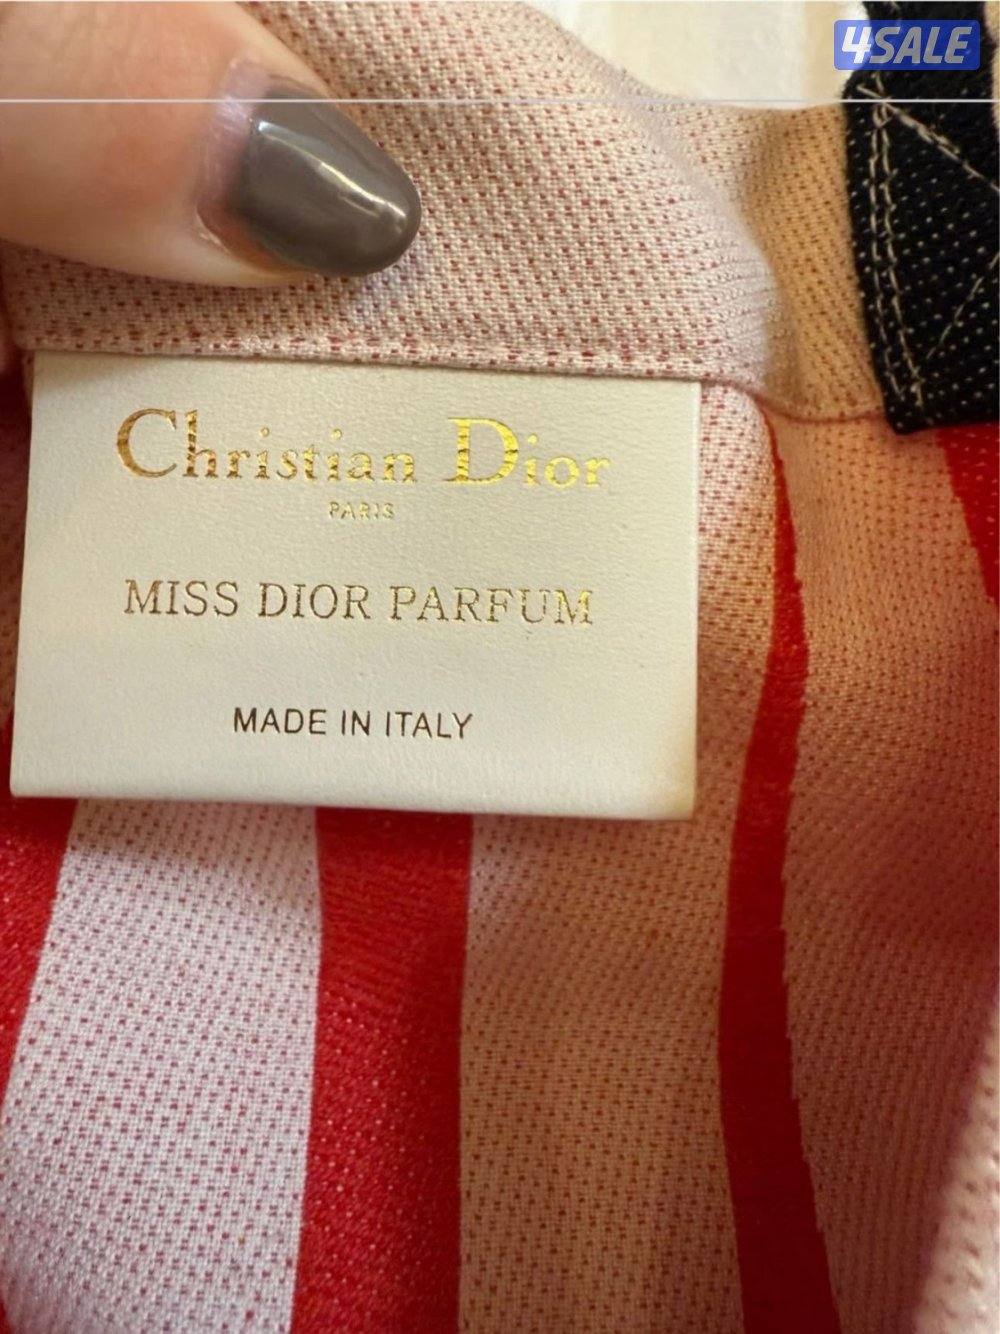 4SALE
Christian Dior
PARIS
MISS DIOR PARFUM
MADE IN ITALY